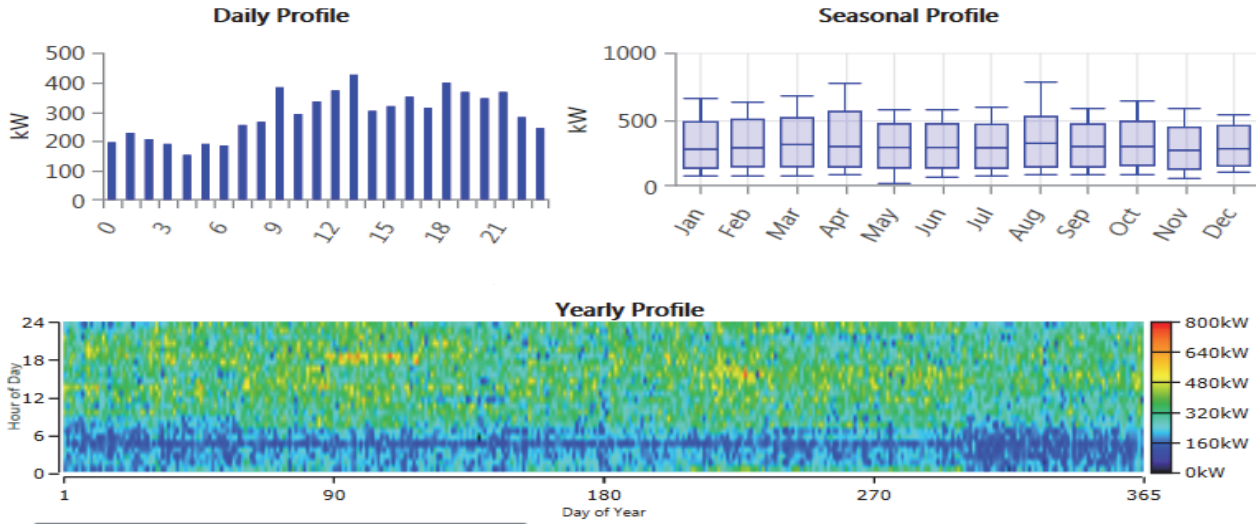 Daily Profile
500
400
300
200
100
0
kW
0
3
6
9
12
15
18
21
Seasonal Profile
1000
500
0
kW
Jan
Feb
Mar
Apr
May
Jun
Jul
Aug
Sep
Oct
Nov
Dec
Yearly Profile
24
18
12
6
0
Hour of Day
1
90
180
270
365
Day of Year
800kW
640kW
480kW
320kW
160kW
0kW